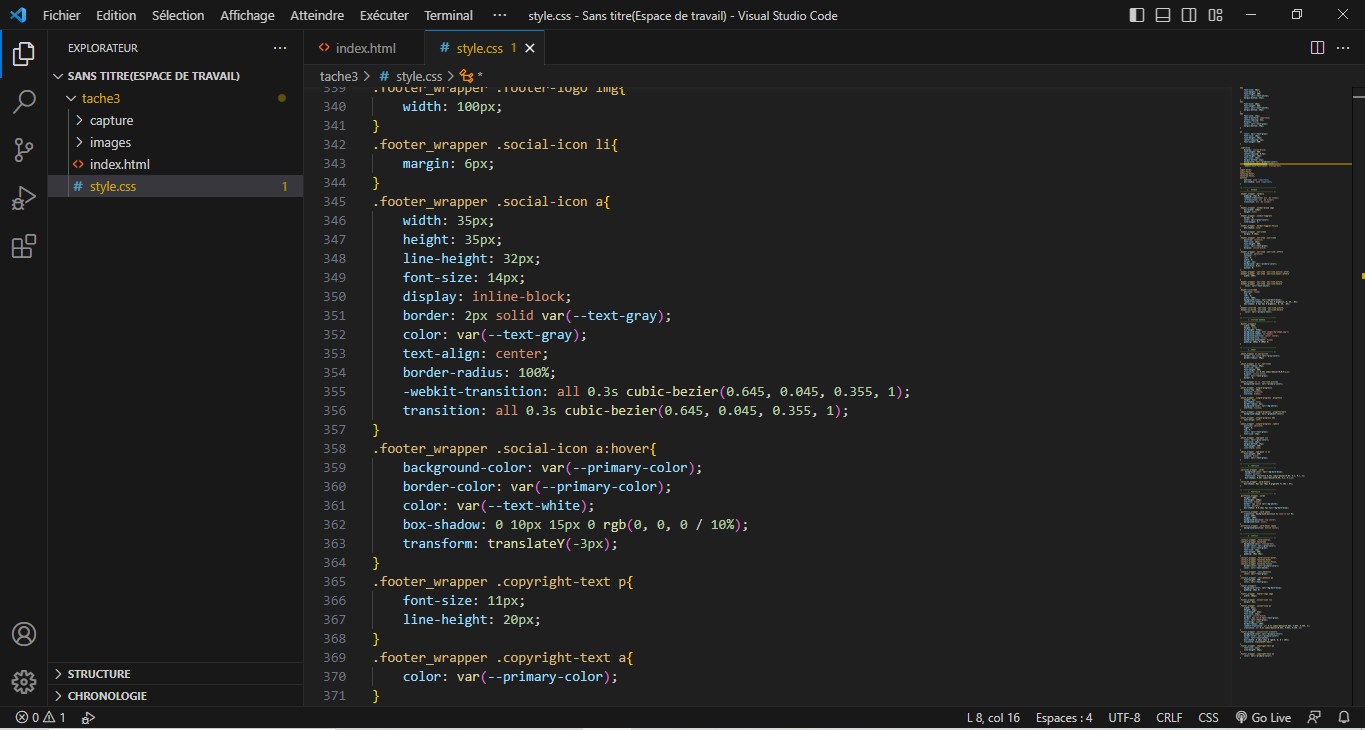 Fichier Edition Sélection Affichage Atteindre Exécuter Terminal ··· style.css - Sans titre(Espace de travail) - Visual Studio Code
EXPLORATEUR ···
SANS TITRE(ESPACE DE TRAVAIL)
tache3
capture
images
index.html
style.css 1
STRUCTURE
CHRONOLOGIE
index.html style.css 1
tache3 > style.css > *
339 .footer_wrapper .footer-logo img{
340 width: 100px;
341 }
342 .footer_wrapper .social-icon li{
343 margin: 6px;
344 }
345 .footer_wrapper .social-icon a{
346 width: 35px;
347 height: 35px;
348 line-height: 32px;
349 font-size: 14px;
350 display: inline-block;
351 border: 2px solid var(--text-gray);
352 color: var(--text-gray);
353 text-align: center;
354 border-radius: 100%;
355 -webkit-transition: all 0.3s cubic-bezier(0.645, 0.045, 0.355, 1);
356 transition: all 0.3s cubic-bezier(0.645, 0.045, 0.355, 1);
357 }
358 .footer_wrapper .social-icon a:hover{
359 background-color: var(--primary-color);
360 border-color: var(--primary-color);
361 color: var(--text-white);
362 box-shadow: 0 10px 15px 0 rgb(0, 0, 0 / 10%);
363 transform: translateY(-3px);
364 }
365 .footer_wrapper .copyright-text p{
366 font-size: 11px;
367 line-height: 20px;
368 }
369 .footer_wrapper .copyright-text a{
370 color: var(--primary-color);
371 }
0 1 L 8, col 16 Espaces : 4 UTF-8 CRLF CSS Go Live